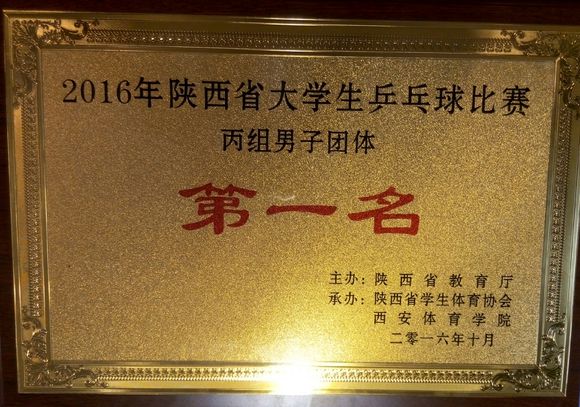 2016年陕西省大学生乒乓球比赛
丙组男子团体
第一名
主办：陕西省教育厅
承办：陕西省学生体育协会
西安体育学院
二零一六年十月